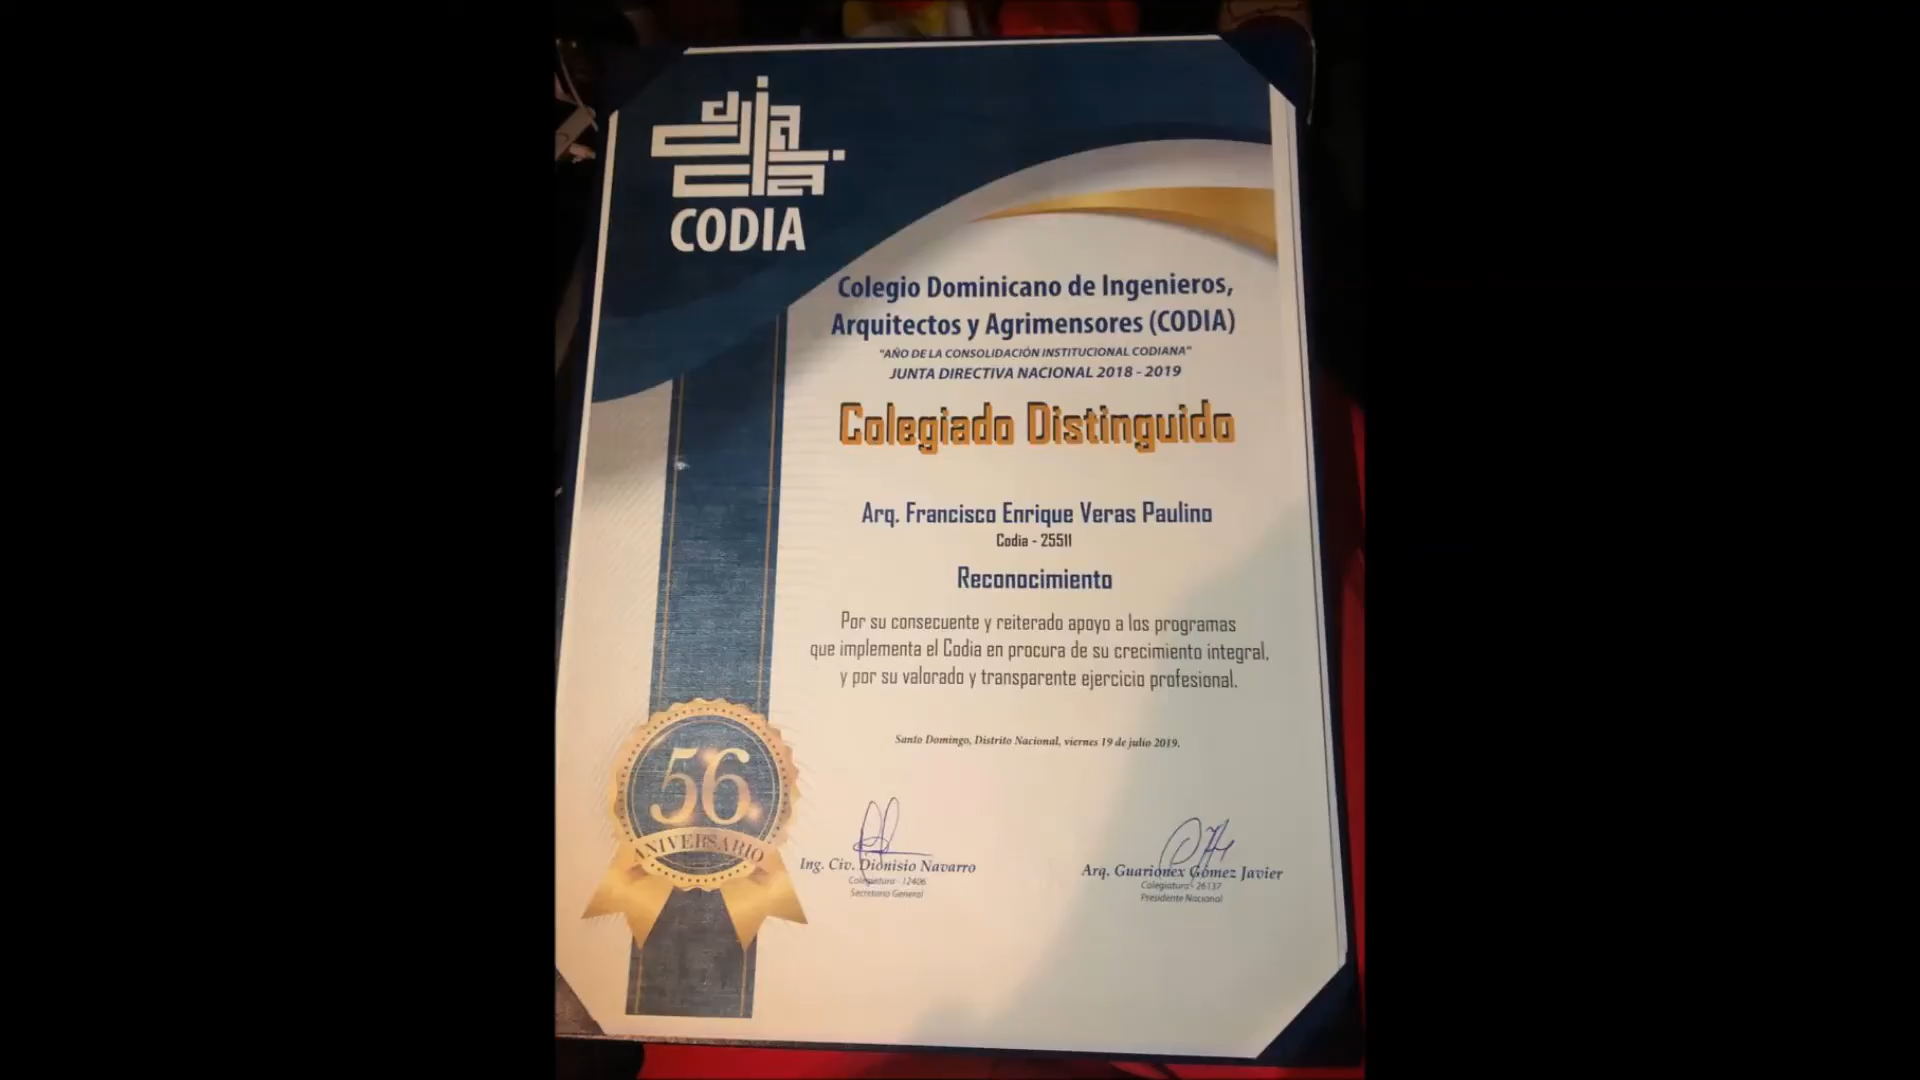 CODIA
Colegio Dominicano de Ingenieros,
Arquitectos y Agrimensores (CODIA)
"AÑO DE LA CONSOLIDACIÓN INSTITUCIONAL CODIANA"
JUNTA DIRECTIVA NACIONAL 2018 - 2019
Colegiado Distinguido
Arq. Francisco Enrique Veras Paulino
Codia - 25511
Reconocimiento
Por su consecuente y reiterado apoyo a los programas
que implementa el Codia en procura de su crecimiento integral,
y por su valorado y transparente ejercicio profesional.
Santo Domingo, Distrito Nacional, viernes 19 de julio 2019.
56
ANIVERSARIO
Ing. Civ. Dionisio Navarro
Colegiatura - 12406
Secretario General
Arq. Guarionex Gómez Javier
Colegiatura - 26137
Presidente Nacional